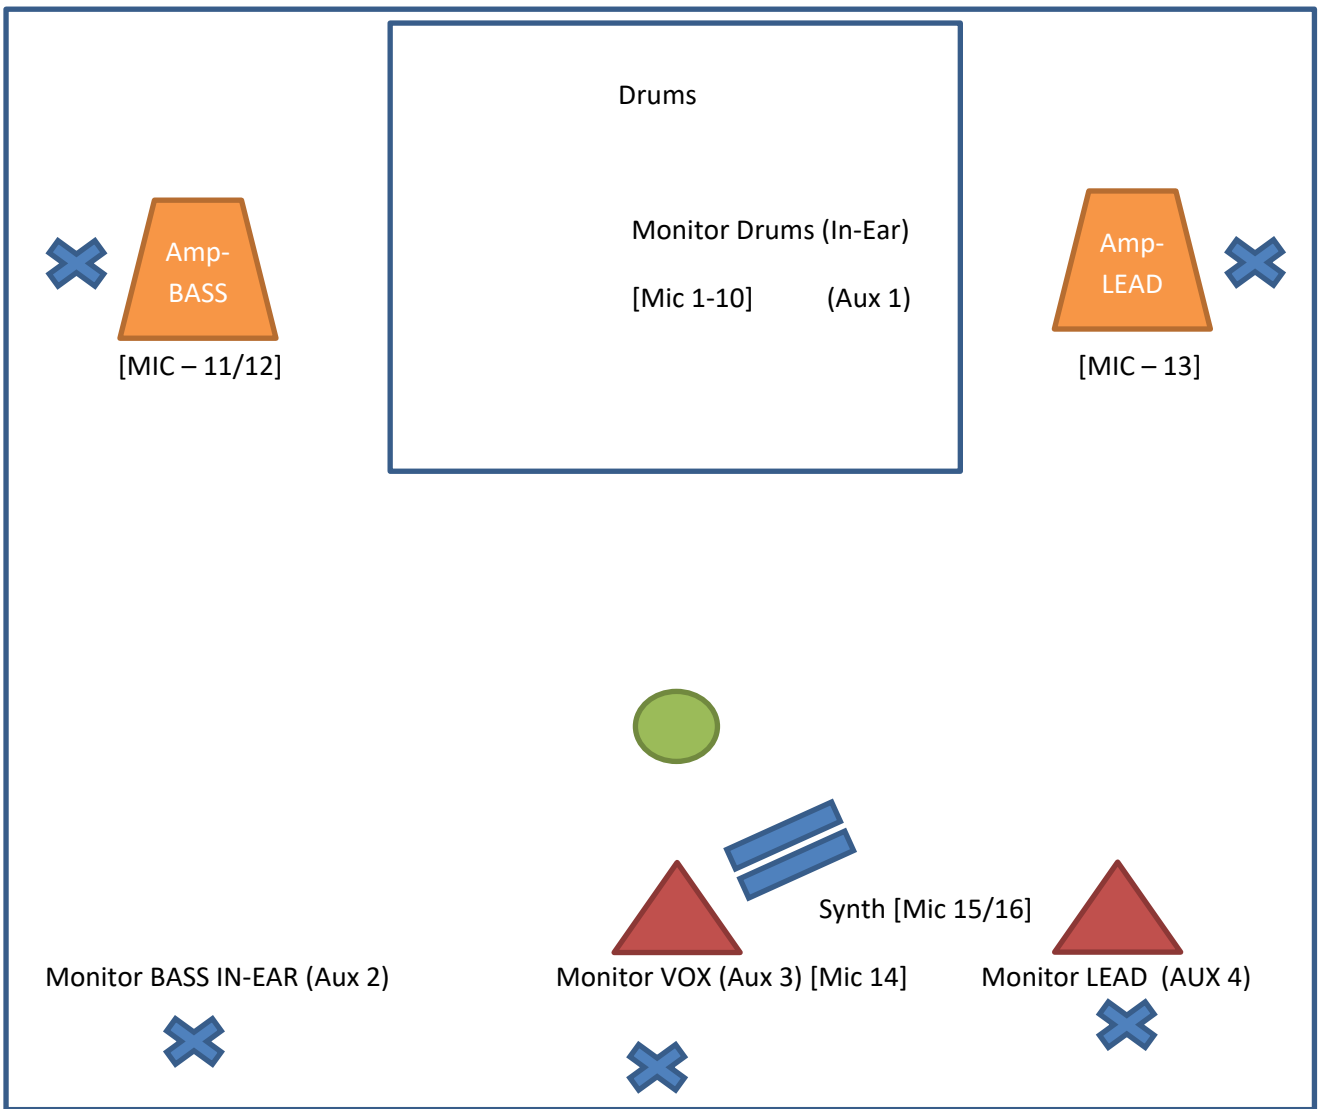 Drums
Monitor Drums (In-Ear)
[Mic 1-10] (Aux 1)
Amp-
BASS
[MIC – 11/12]
Amp-
LEAD
[MIC – 13]
Synth [Mic 15/16]
Monitor BASS IN-EAR (Aux 2)
Monitor VOX (Aux 3) [Mic 14]
Monitor LEAD (AUX 4)